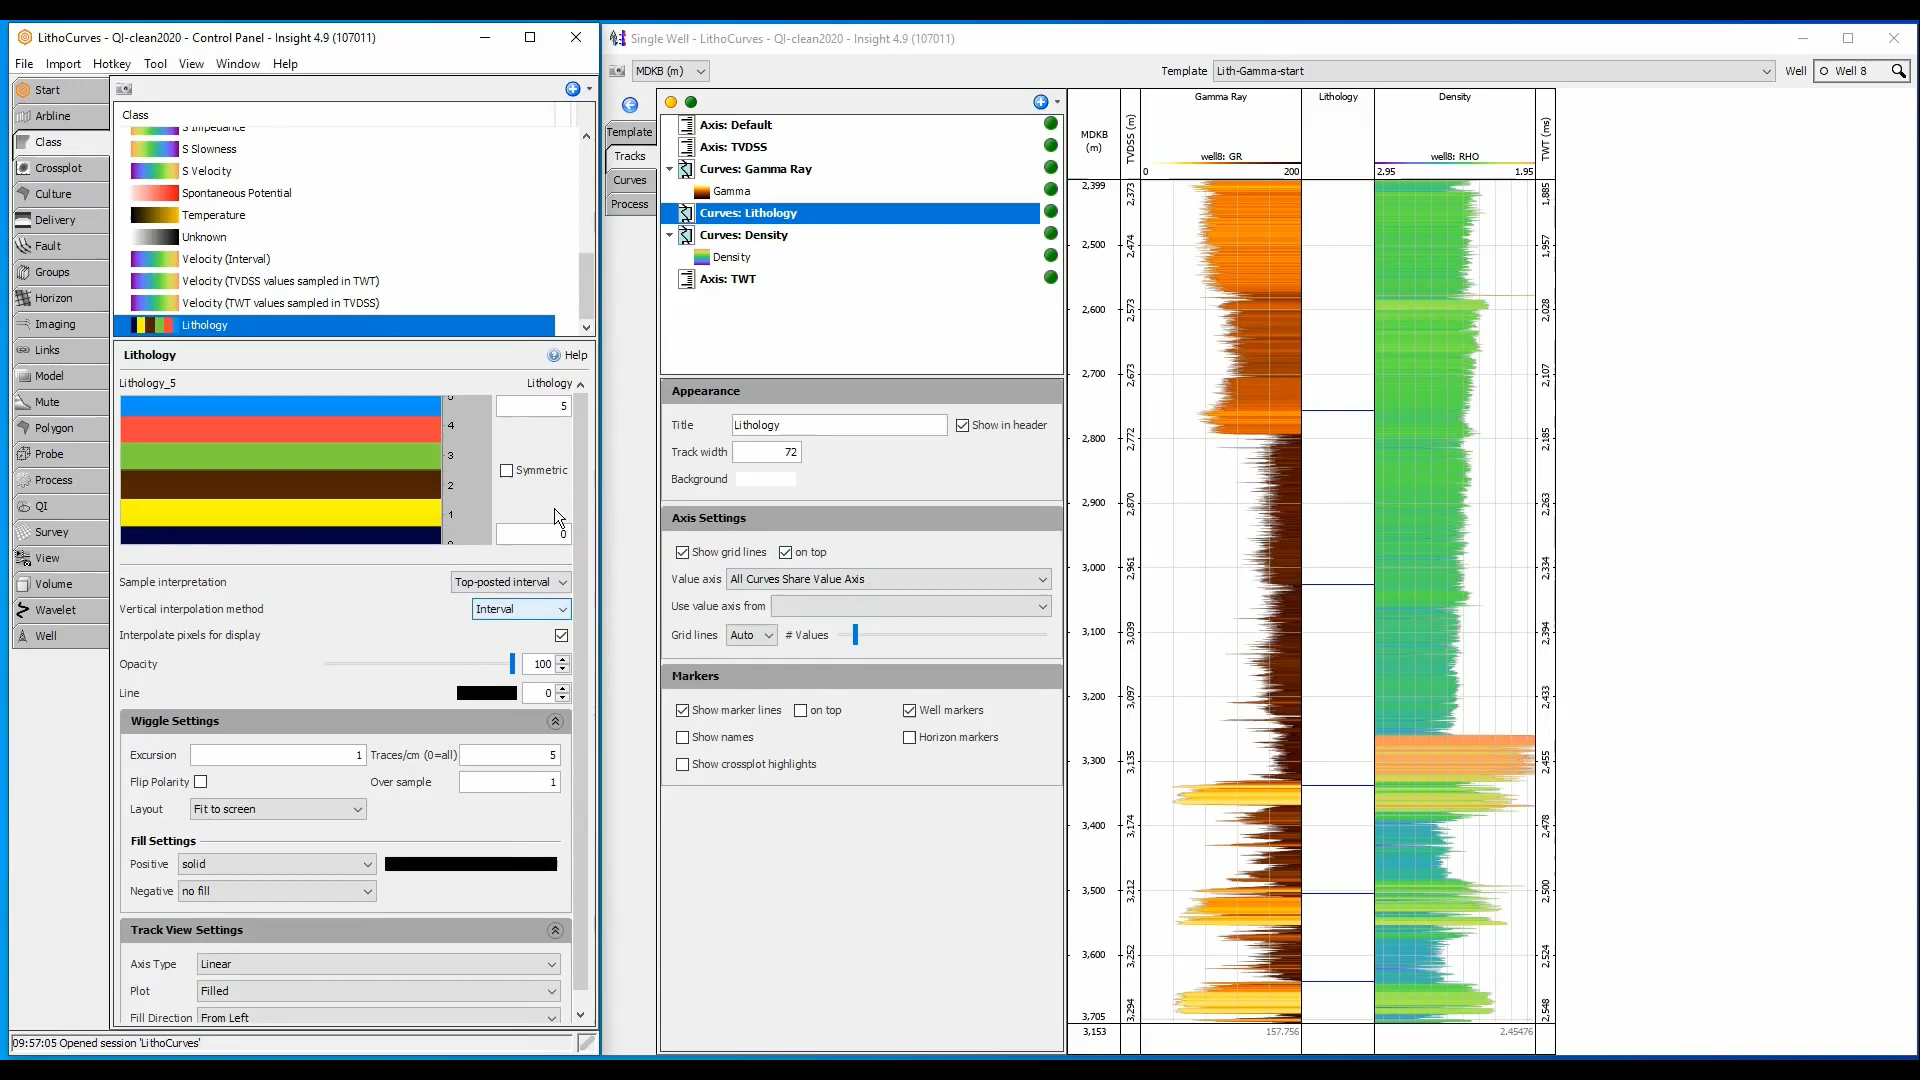 LithoCurves - QI-clean2020 - Control Panel - Insight 4.9 (107011)
File Import Hotkey Tool View Window Help
Start
Arbline
Class
Crossplot
Culture
Delivery
Fault
Groups
Horizon
Imaging
Links
Model
Mute
Polygon
Probe
Process
QI
Survey
View
Volume
Wavelet
Well
Class
S Impedance
S Slowness
S Velocity
Spontaneous Potential
Temperature
Unknown
Velocity (Interval)
Velocity (TVDSS values sampled in TWT)
Velocity (TWT values sampled in TVDSS)
Lithology
Lithology Help
Lithology_5 Lithology
5
4
3
2
1
Symmetric
0
Sample interpretation Top-posted interval
Vertical interpolation method Interval
Interpolate pixels for display
Opacity 100
Line 0
Wiggle Settings
Excursion 1 Traces/cm (0=all) 5
Flip Polarity Over sample 1
Layout Fit to screen
Fill Settings
Positive solid
Negative no fill
Track View Settings
Axis Type Linear
Plot Filled
Fill Direction From Left
09:57:05 Opened session 'LithoCurves'
Single Well - LithoCurves - QI-clean2020 - Insight 4.9 (107011)
MDKB (m) Template Lith-Gamma-start Well Well 8
Template
Tracks
Curves
Process
Axis: Default
Axis: TVDSS
Curves: Gamma Ray
Gamma
Curves: Lithology
Curves: Density
Density
Axis: TWT
Appearance
Title Lithology Show in header
Track width 72
Background
Axis Settings
Show grid lines on top
Value axis All Curves Share Value Axis
Use value axis from
Grid lines Auto # Values
Markers
Show marker lines on top Well markers
Show names Horizon markers
Show crossplot highlights
MDKB
(m)
2,399
2,500
2,600
2,700
2,800
2,900
3,000
3,100
3,200
3,300
3,400
3,500
3,600
3,705
3,153
TVDSS (m)
2,373
2,474
2,573
2,673
2,772
2,870
2,961
3,039
3,097
3,135
3,174
3,212
3,252
3,294
Gamma Ray
well8: GR
0 200
157.756
Lithology
Density
well8: RHO
2.95 1.95
2.45476
TWT (ms)
1,885
1,957
2,028
2,107
2,185
2,263
2,334
2,394
2,433
2,455
2,478
2,500
2,524
2,548